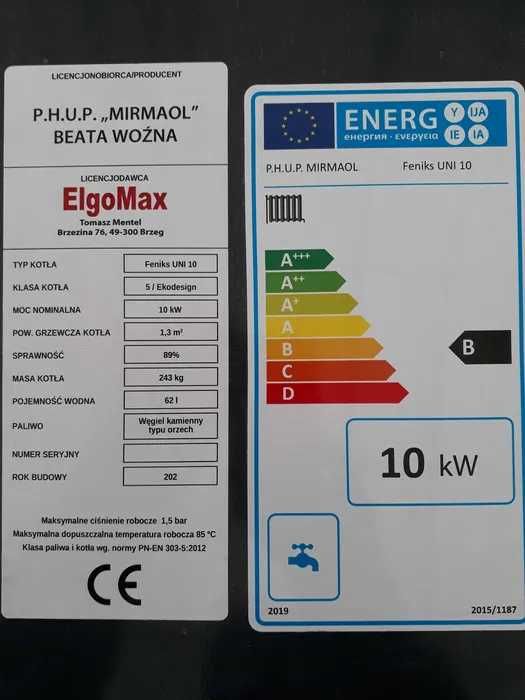 LICENCJONOBIORCA/PRODUCENT
P.H.U.P. „MIRMAOL”
BEATA WOŹNA
LICENCJODAWCA
ElgoMax
Tomasz Mentel
Brzezina 76, 49-300 Brzeg
TYP KOTŁA Feniks UNI 10
KLASA KOTŁA 5 / Ekodesign
MOC NOMINALNA 10 kW
POW. GRZEWCZA KOTŁA 1,3 m²
SPRAWNOŚĆ 89%
MASA KOTŁA 243 kg
POJEMNOŚĆ WODNA 62 l
PALIWO Węgiel kamienny
typu orzech
NUMER SERYJNY
ROK BUDOWY 202
Maksymalne ciśnienie robocze 1,5 bar
Maksymalna dopuszczalna temperatura robocza 85 ºC
Klasa paliwa i kotła wg. normy PN-EN 303-5:2012
CE
ENERG Y IJA
енергия · ενεργεια IE IA
P.H.U.P. MIRMAOL Feniks UNI 10
A+++
A++
A+
A
B
C
D
B
10 kW
2019 2015/1187